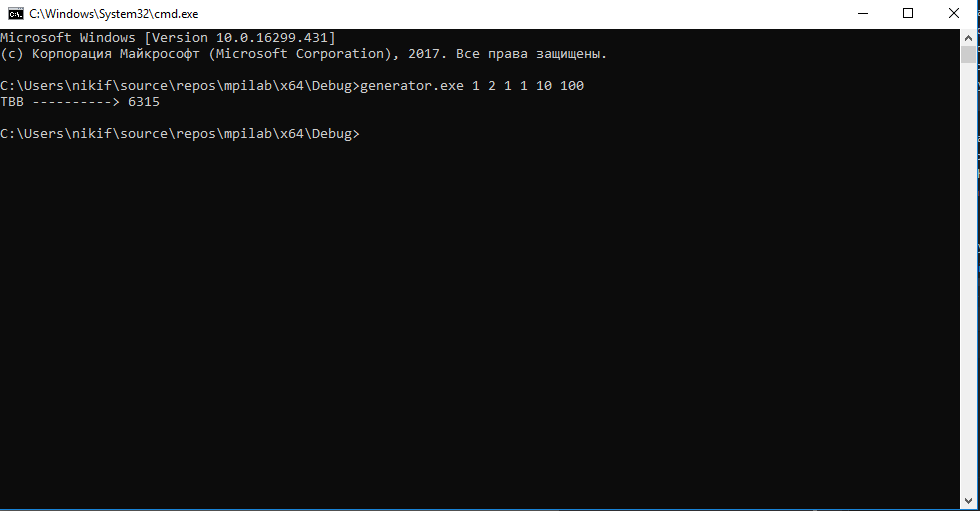 C:\Windows\System32\cmd.exe
Microsoft Windows [Version 10.0.16299.431]
(c) Корпорация Майкрософт (Microsoft Corporation), 2017. Все права защищены.
C:\Users\nikif\source\repos\mpilab\x64\Debug>generator.exe 1 2 1 1 10 100
TBB ----------> 6315
C:\Users\nikif\source\repos\mpilab\x64\Debug>